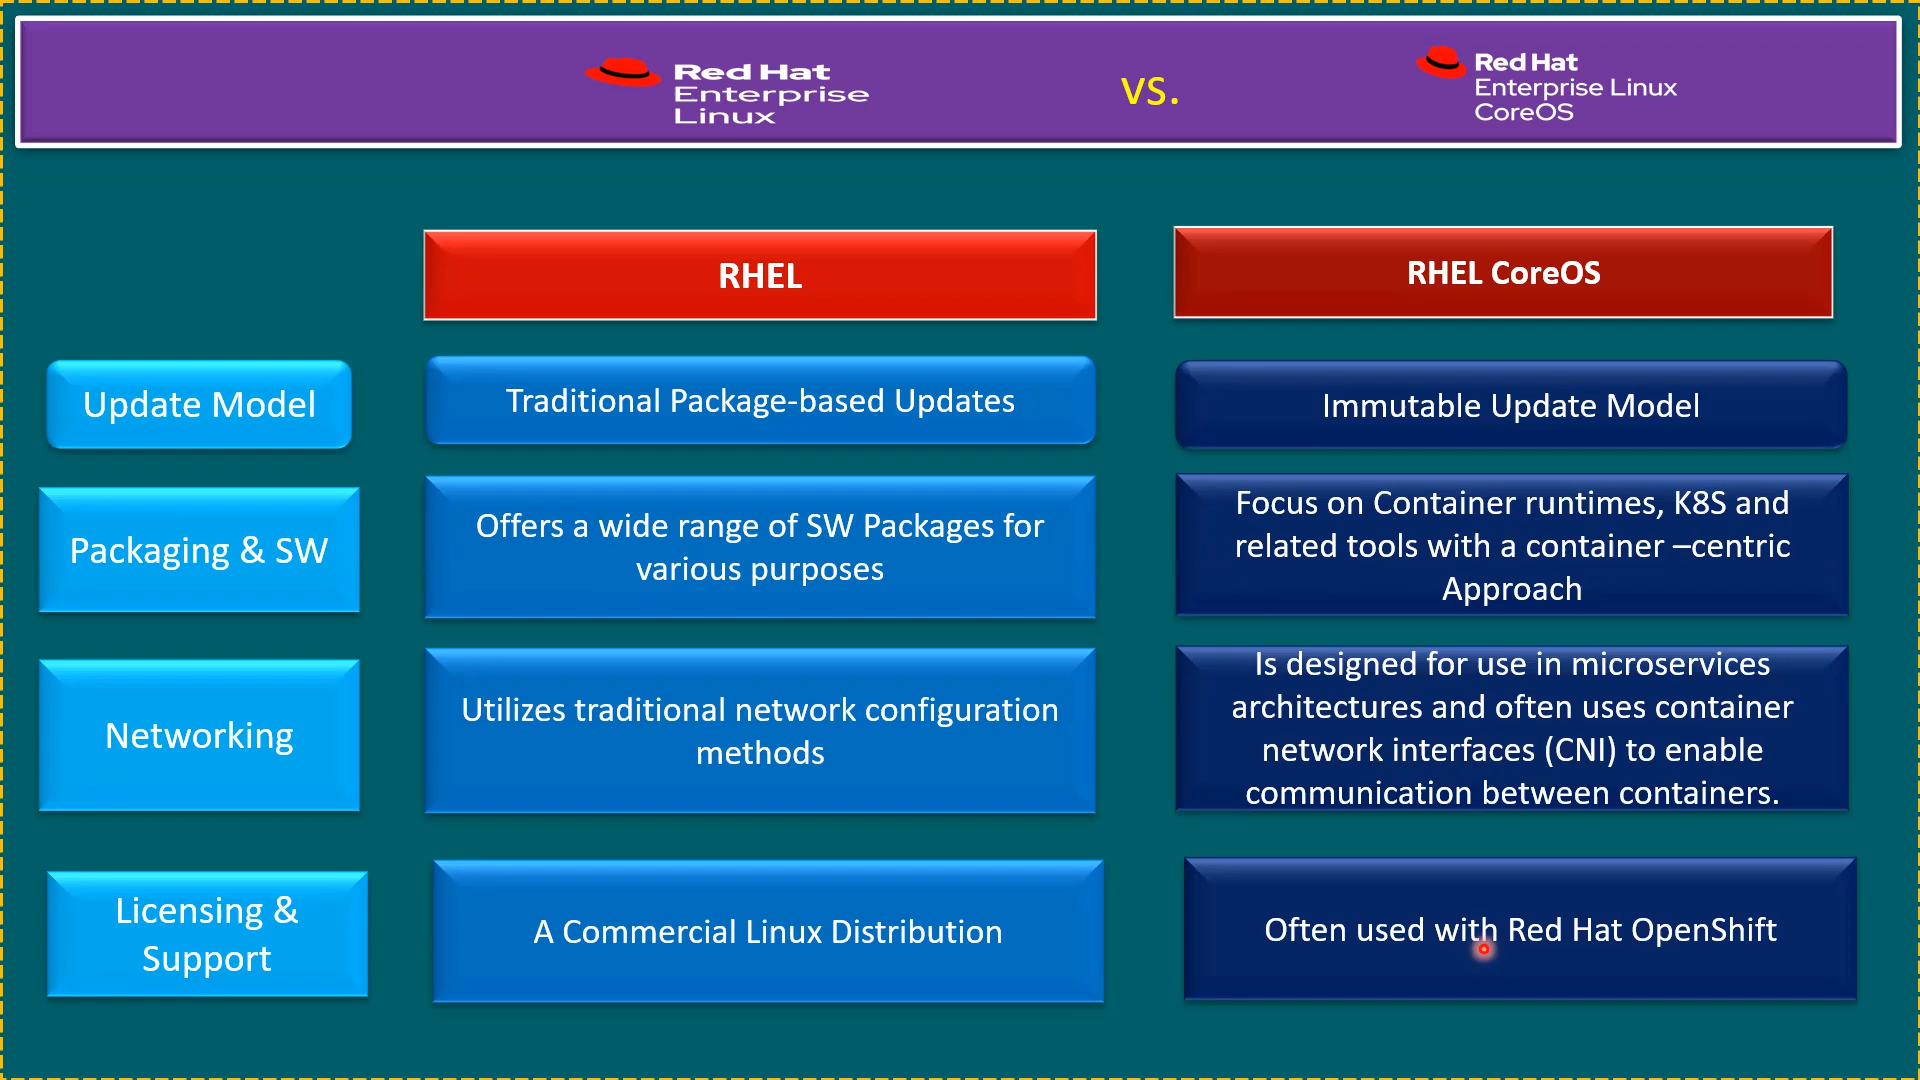 Red Hat
Enterprise
Linux
vs.
Red Hat
Enterprise Linux
CoreOS
RHEL
RHEL CoreOS
Update Model
Traditional Package-based Updates
Immutable Update Model
Packaging & SW
Offers a wide range of SW Packages for
various purposes
Focus on Container runtimes, K8S and
related tools with a container –centric
Approach
Networking
Utilizes traditional network configuration
methods
Is designed for use in microservices
architectures and often uses container
network interfaces (CNI) to enable
communication between containers.
Licensing &
Support
A Commercial Linux Distribution
Often used with Red Hat OpenShift